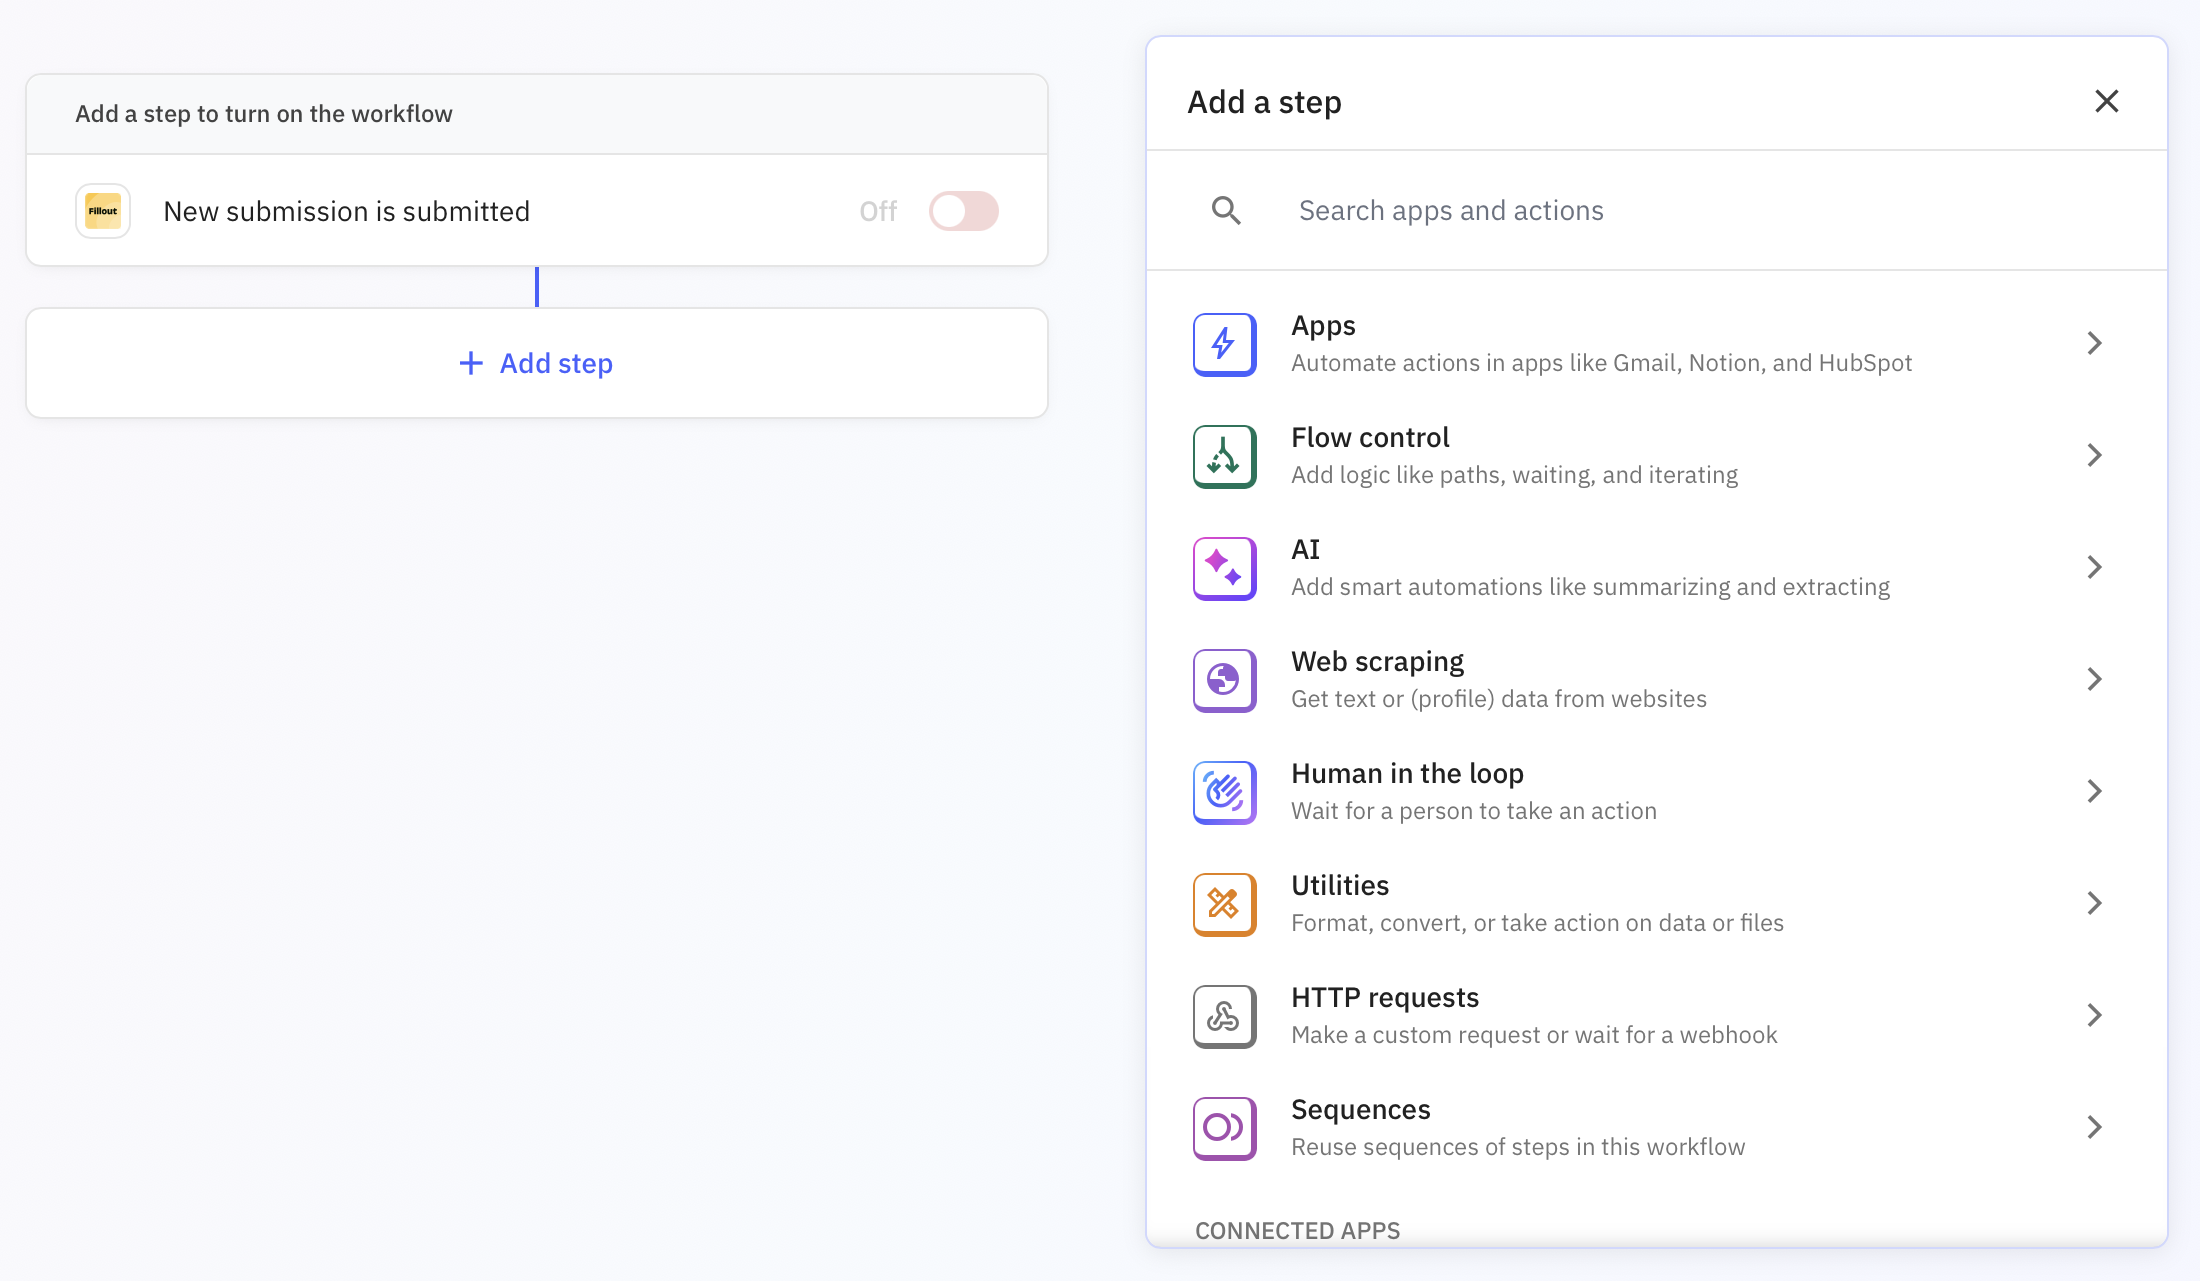 Add a step to turn on the workflow
Fillout
New submission is submitted
Off
Add step
Add a step
Search apps and actions
Apps
Automate actions in apps like Gmail, Notion, and HubSpot
Flow control
Add logic like paths, waiting, and iterating
AI
Add smart automations like summarizing and extracting
Web scraping
Get text or (profile) data from websites
Human in the loop
Wait for a person to take an action
Utilities
Format, convert, or take action on data or files
HTTP requests
Make a custom request or wait for a webhook
Sequences
Reuse sequences of steps in this workflow
CONNECTED APPS